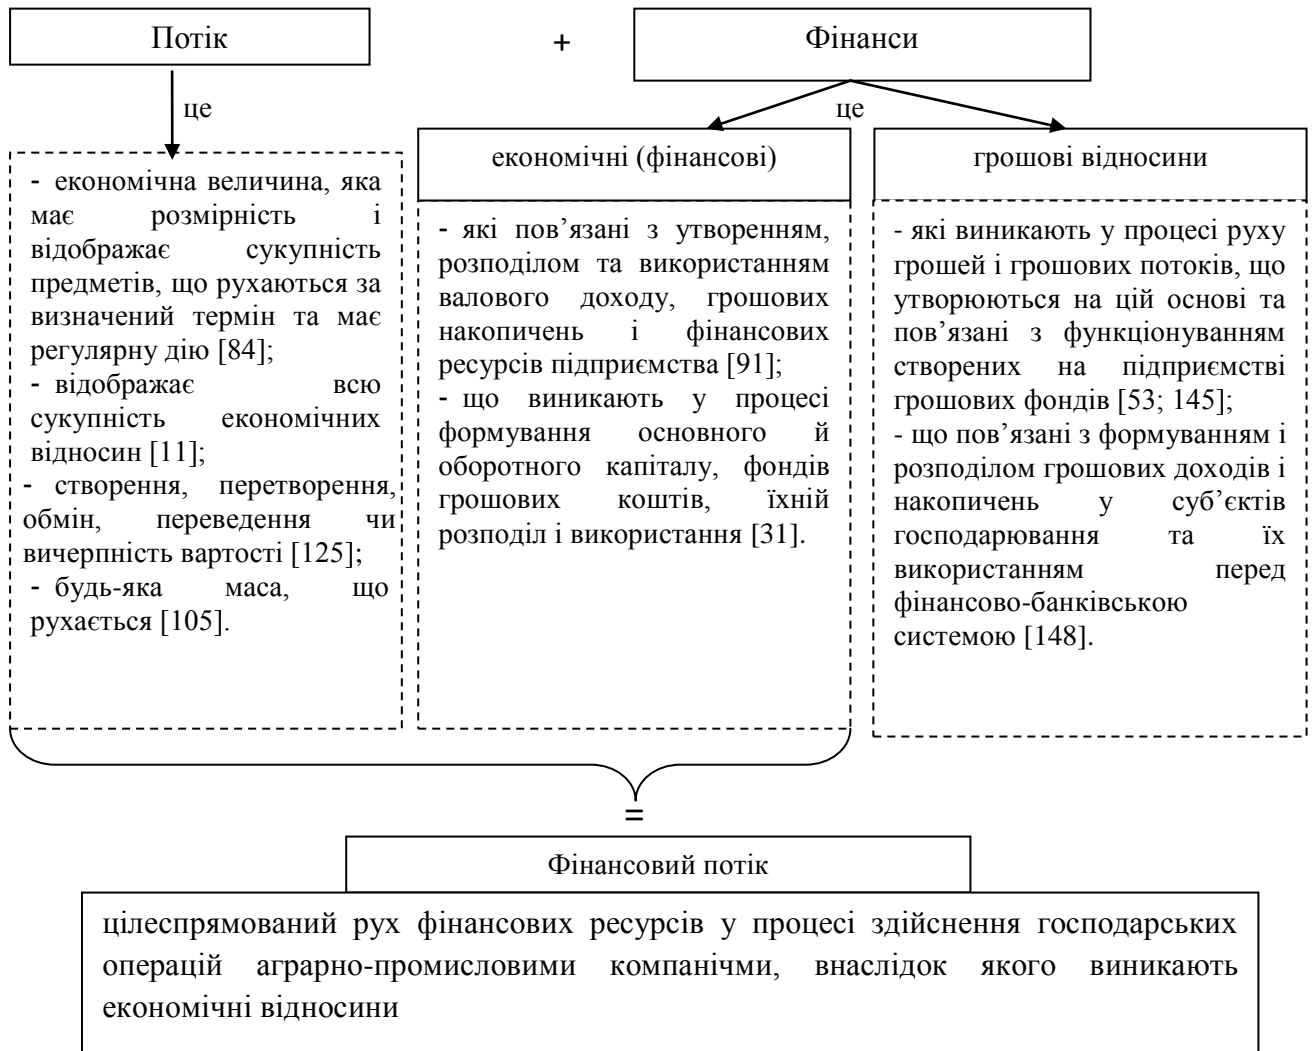 Потік
+
Фінанси
це
це
- економічна величина, яка
має розмірність і
відображає сукупність
предметів, що рухаються за
визначений термін та має
регулярну дію [84];
- відображає всю
сукупність економічних
відносин [11];
- створення, перетворення,
обмін, переведення чи
вичерпність вартості [125];
- будь-яка маса, що
рухається [105].
економічні (фінансові)
- які пов’язані з утворенням,
розподілом та використанням
валового доходу, грошових
накопичень і фінансових
ресурсів підприємства [91];
- що виникають у процесі
формування основного й
оборотного капіталу, фондів
грошових коштів, їхній
розподіл і використання [31].
грошові відносини
- які виникають у процесі руху
грошей і грошових потоків, що
утворюються на цій основі та
пов’язані з функціонуванням
створених на підприємстві
грошових фондів [53; 145];
- що пов’язані з формуванням і
розподілом грошових доходів і
накопичень у суб’єктів
господарювання та їх
використанням перед
фінансово-банківською
системою [148].
=
Фінансовий потік
цілеспрямований рух фінансових ресурсів у процесі здійснення господарських
операцій аграрно-промисловими компанічми, внаслідок якого виникають
економічні відносини